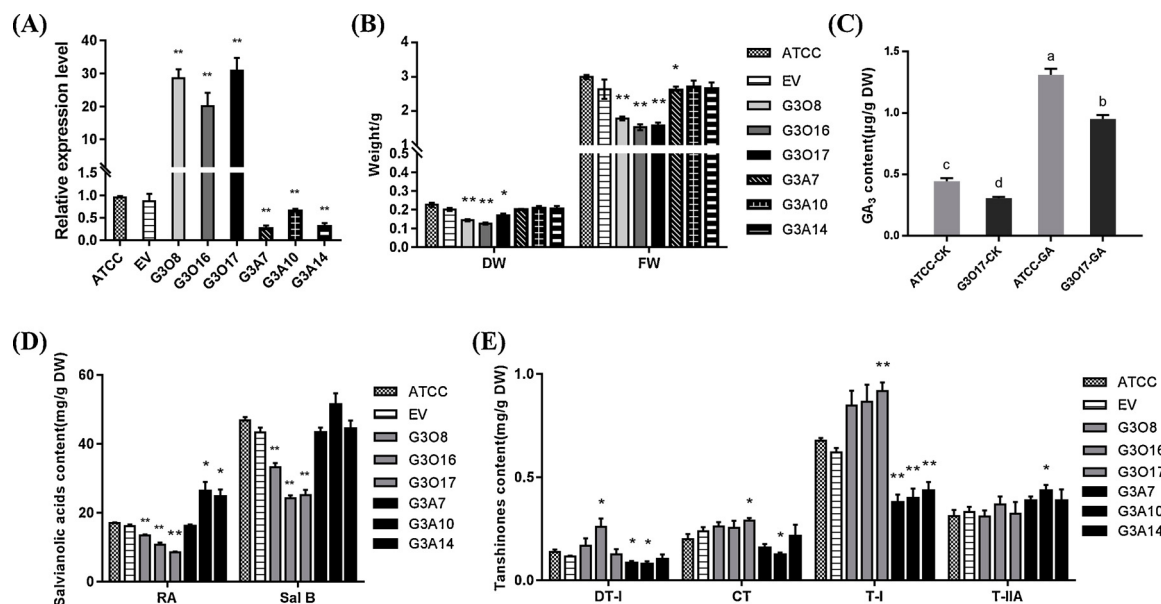 (A)
Relative expression level
40
30
20
10
1.0
0.5
0.0
** ** ** ** ** **
ATCC EV G3O8 G3O16 G3O17 G3A7 G3A10 G3A14
(B)
Weight/g
4
3
2
1
0.5
0.4
0.3
0.2
0.1
0.0
** ** * ** ** ** *
DW FW
ATCC
EV
G3O8
G3O16
G3O17
G3A7
G3A10
G3A14
(C)
GA3 content(μg/g DW)
1.5
1.0
0.5
0.0
c d a b
ATCC-CK G3O17-CK ATCC-GA G3O17-GA
(D)
Salvianolic acids content(mg/g DW)
60
40
20
0
** ** ** * * ** ** **
RA Sal B
ATCC
EV
G3O8
G3O16
G3O17
G3A7
G3A10
G3A14
(E)
Tanshinones content(mg/g DW)
1.0
0.5
0.0
* * * * * ** ** ** ** *
DT-I CT T-I T-IIA
ATCC
EV
G3O8
G3O16
G3O17
G3A7
G3A10
G3A14